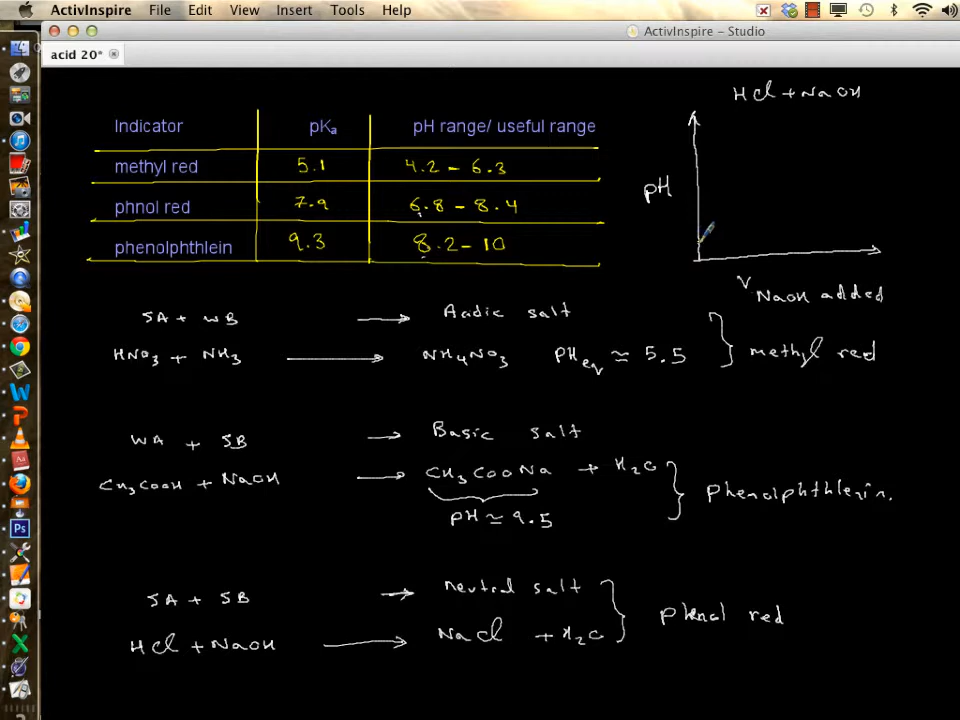 ActivInspire File Edit View Insert Tools Help
ActivInspire – Studio
acid 20*
HCl + NaOH
Indicator pKa pH range/ useful range
methyl red 5.1 4.2 – 6.3
phnol red 7.9 6.8 – 8.4
phenolphthlein 9.3 8.2 – 10
pH
V NaOH added
SA + WB → Acidic salt
HNO3 + NH3 → NH4NO3 PHeq ≈ 5.5 } methyl red
WA + SB → Basic salt
CH3COOH + NaOH → CH3COONa + H2O } Phenolphthlein.
pH ≈ 9.5
SA + SB → neutral salt
HCl + NaOH → NaCl + H2O } phenol red